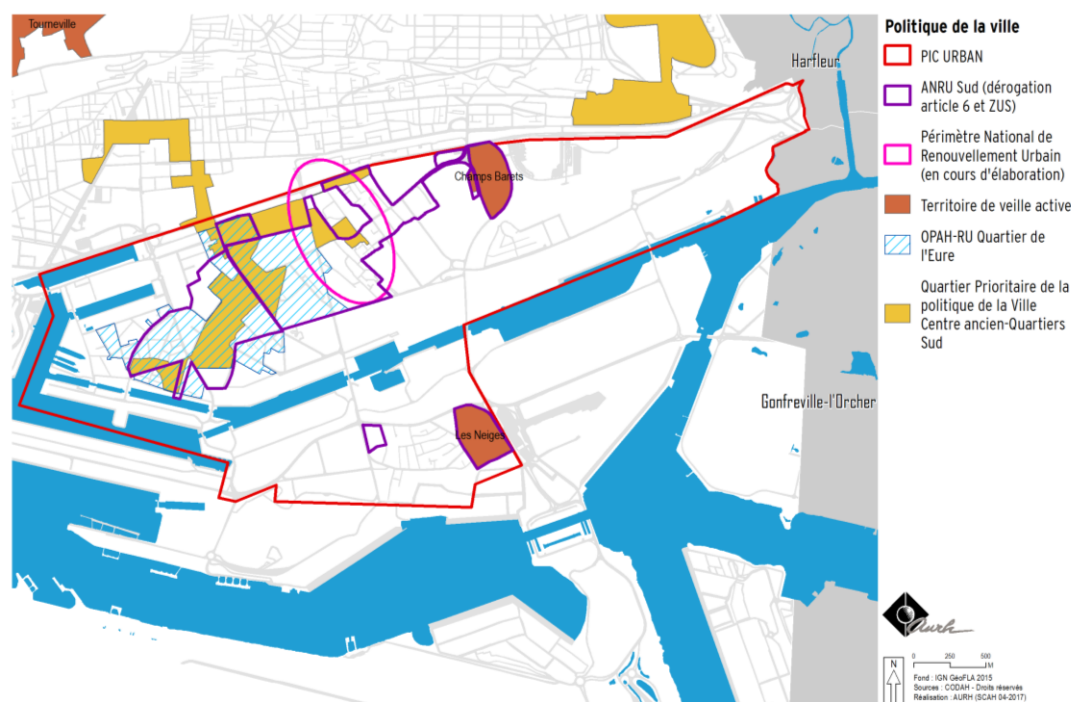 Tourneville
Harfleur
Champs Barets
Les Neiges
Gonfreville-l'Orcher
Politique de la ville
PIC URBAN
ANRU Sud (dérogation
article 6 et ZUS)
Périmètre National de
Renouvellement Urbain
(en cours d'élaboration)
Territoire de veille active
OPAH-RU Quartier de
l'Eure
Quartier Prioritaire de la
politique de la Ville
Centre ancien-Quartiers
Sud
Aurh
N
0 250 500
M
Fond : IGN GéoFLA 2015
Sources : CODAH - Droits réservés
Réalisation : AURH (SCAH 04-2017)